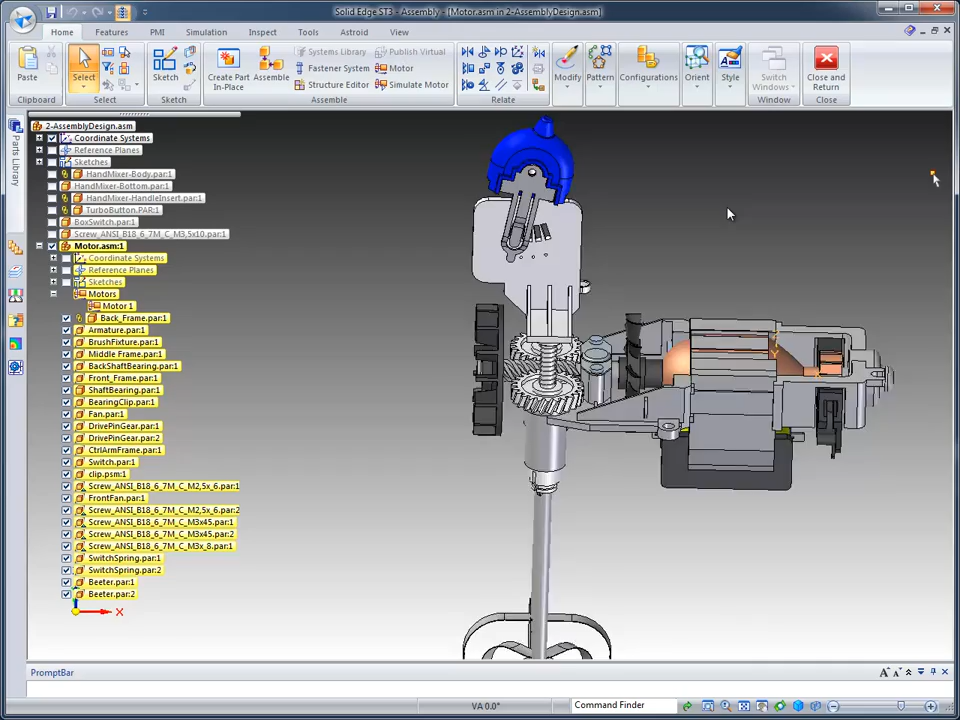 Solid Edge ST3 - Assembly - [Motor.asm in 2-AssemblyDesign.asm]
Home Features PMI Simulation Inspect Tools Astroid View
Systems Library Publish Virtual
Fastener System Motor
Structure Editor Simulate Motor
Paste Select Sketch Create Part In-Place Assemble Modify Pattern Configurations Orient Style Switch Windows Close and Return
Clipboard Select Sketch Assemble Relate Window Close
Parts Library
2-AssemblyDesign.asm
Coordinate Systems
Reference Planes
Sketches
HandMixer-Body.par:1
HandMixer-Bottom.par:1
HandMixer-HandleInsert.par:1
TurboButton.PAR:1
BoxSwitch.par:1
Screw_ANSI_B18_6_7M_C_M3,5x10.par:1
Motor.asm:1
Coordinate Systems
Reference Planes
Sketches
Motors
Motor 1
Back_Frame.par:1
Armature.par:1
BrushFixture.par:1
Middle Frame.par:1
BackShaftBearing.par:1
Front_Frame.par:1
ShaftBearing.par:1
BearingClip.par:1
Fan.par:1
DrivePinGear.par:1
DrivePinGear.par:2
CtrlArmFrame.par:1
Switch.par:1
clip.psm:1
Screw_ANSI_B18_6_7M_C_M2,5x_6.par:1
FrontFan.par:1
Screw_ANSI_B18_6_7M_C_M2,5x_6.par:2
Screw_ANSI_B18_6_7M_C_M3x45.par:1
Screw_ANSI_B18_6_7M_C_M3x45.par:2
Screw_ANSI_B18_6_7M_C_M3x_8.par:1
SwitchSpring.par:1
SwitchSpring.par:2
Beeter.par:1
Beeter.par:2
X
PromptBar
VA 0.0° Command Finder